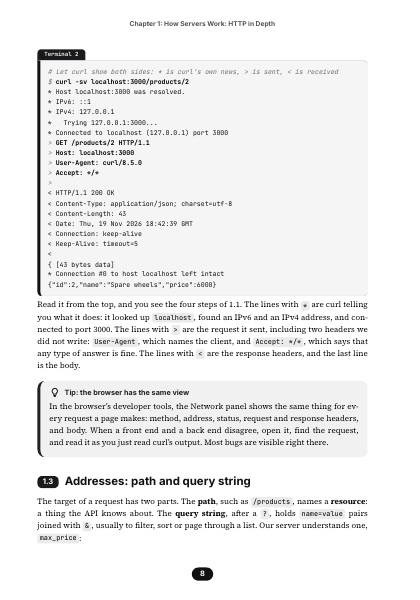 Chapter 1: How Servers Work: HTTP in Depth
Terminal 2
# Let curl show both sides: * is curl's own news, > is sent, < is received
$ curl -sv localhost:3000/products/2
* Host localhost:3000 was resolved.
* IPv6: ::1
* IPv4: 127.0.0.1
*   Trying 127.0.0.1:3000...
* Connected to localhost (127.0.0.1) port 3000
> GET /products/2 HTTP/1.1
> Host: localhost:3000
> User-Agent: curl/8.5.0
> Accept: */*
>
< HTTP/1.1 200 OK
< Content-Type: application/json; charset=utf-8
< Content-Length: 43
< Date: Thu, 19 Nov 2026 18:42:39 GMT
< Connection: keep-alive
< Keep-Alive: timeout=5
<
{ [43 bytes data]
* Connection #0 to host localhost left intact
{"id":2,"name":"Spare wheels","price":6000}
Read it from the top, and you see the four steps of 1.1. The lines with * are curl telling
you what it does: it looked up localhost, found an IPv6 and an IPv4 address, and con-
nected to port 3000. The lines with > are the request it sent, including two headers we
did not write: User-Agent, which names the client, and Accept: */*, which says that
any type of answer is fine. The lines with < are the response headers, and the last line
is the body.
Tip: the browser has the same view
In the browser's developer tools, the Network panel shows the same thing for ev-
ery request a page makes: method, address, status, request and response headers,
and body. When a front end and a back end disagree, open it, find the request,
and read it as you just read curl's output. Most bugs are visible right there.
1.3 Addresses: path and query string
The target of a request has two parts. The path, such as /products, names a resource:
a thing the API knows about. The query string, after a ?, holds name=value pairs
joined with &, usually to filter, sort or page through a list. Our server understands one,
max_price:
8